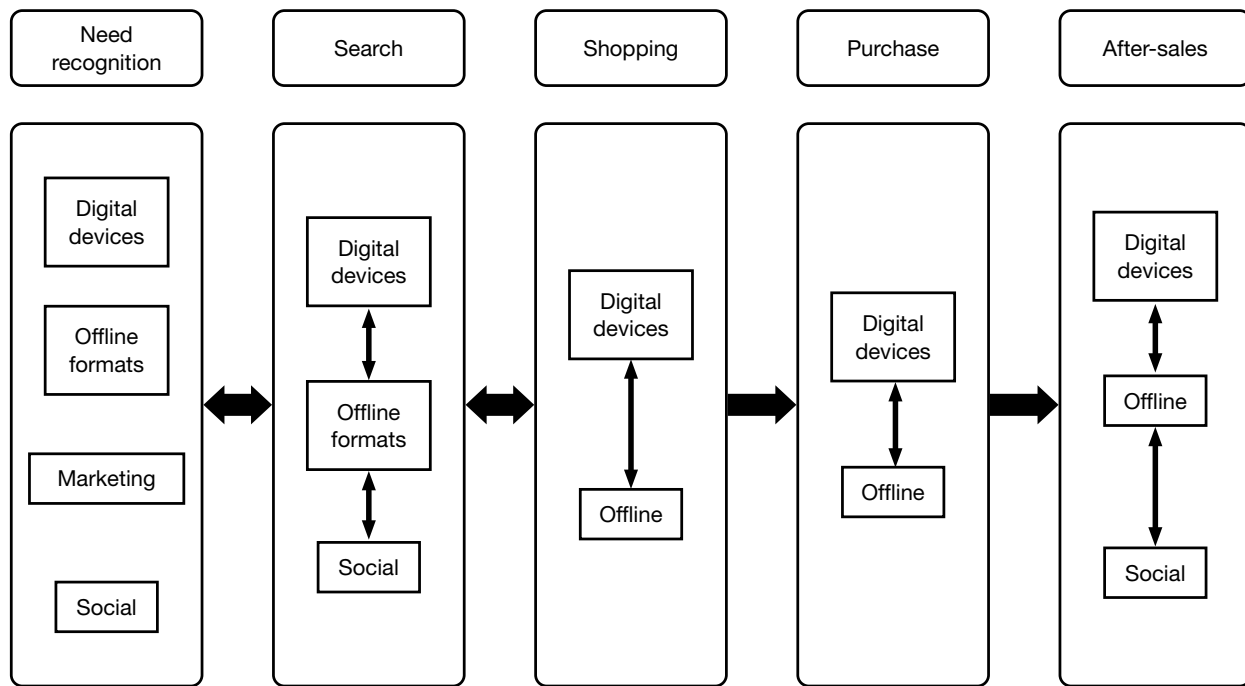 Need
recognition
Search
Shopping
Purchase
After-sales
Digital
devices
Offline
formats
Marketing
Social
Digital
devices
Offline
formats
Social
Digital
devices
Offline
Digital
devices
Offline
Digital
devices
Offline
Social